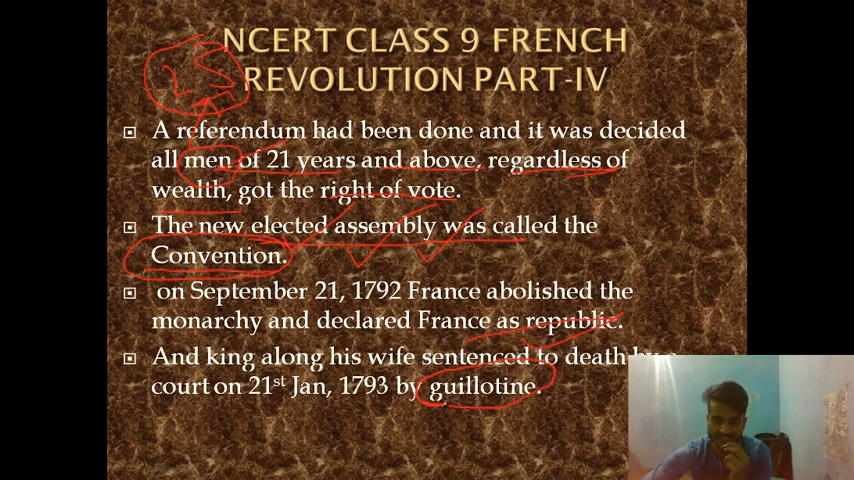 NCERT CLASS 9 FRENCH
REVOLUTION PART-IV
A referendum had been done and it was decided
all men of 21 years and above, regardless of
wealth, got the right of vote.
The new elected assembly was called the
Convention.
on September 21, 1792 France abolished the
monarchy and declared France as republic.
And king along his wife sentenced to death by a
court on 21st Jan, 1793 by guillotine.